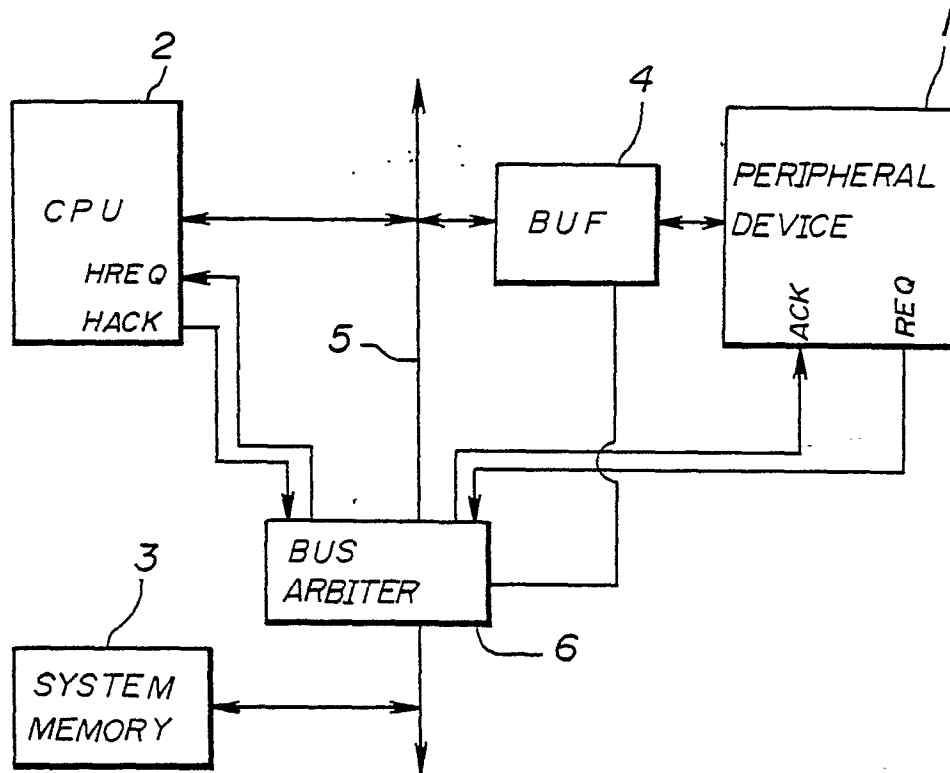 1
2
4
CPU
HREQ
HACK
BUF
PERIPHERAL
DEVICE
ACK
REQ
5
BUS
ARBITER
6
3
SYSTEM
MEMORY